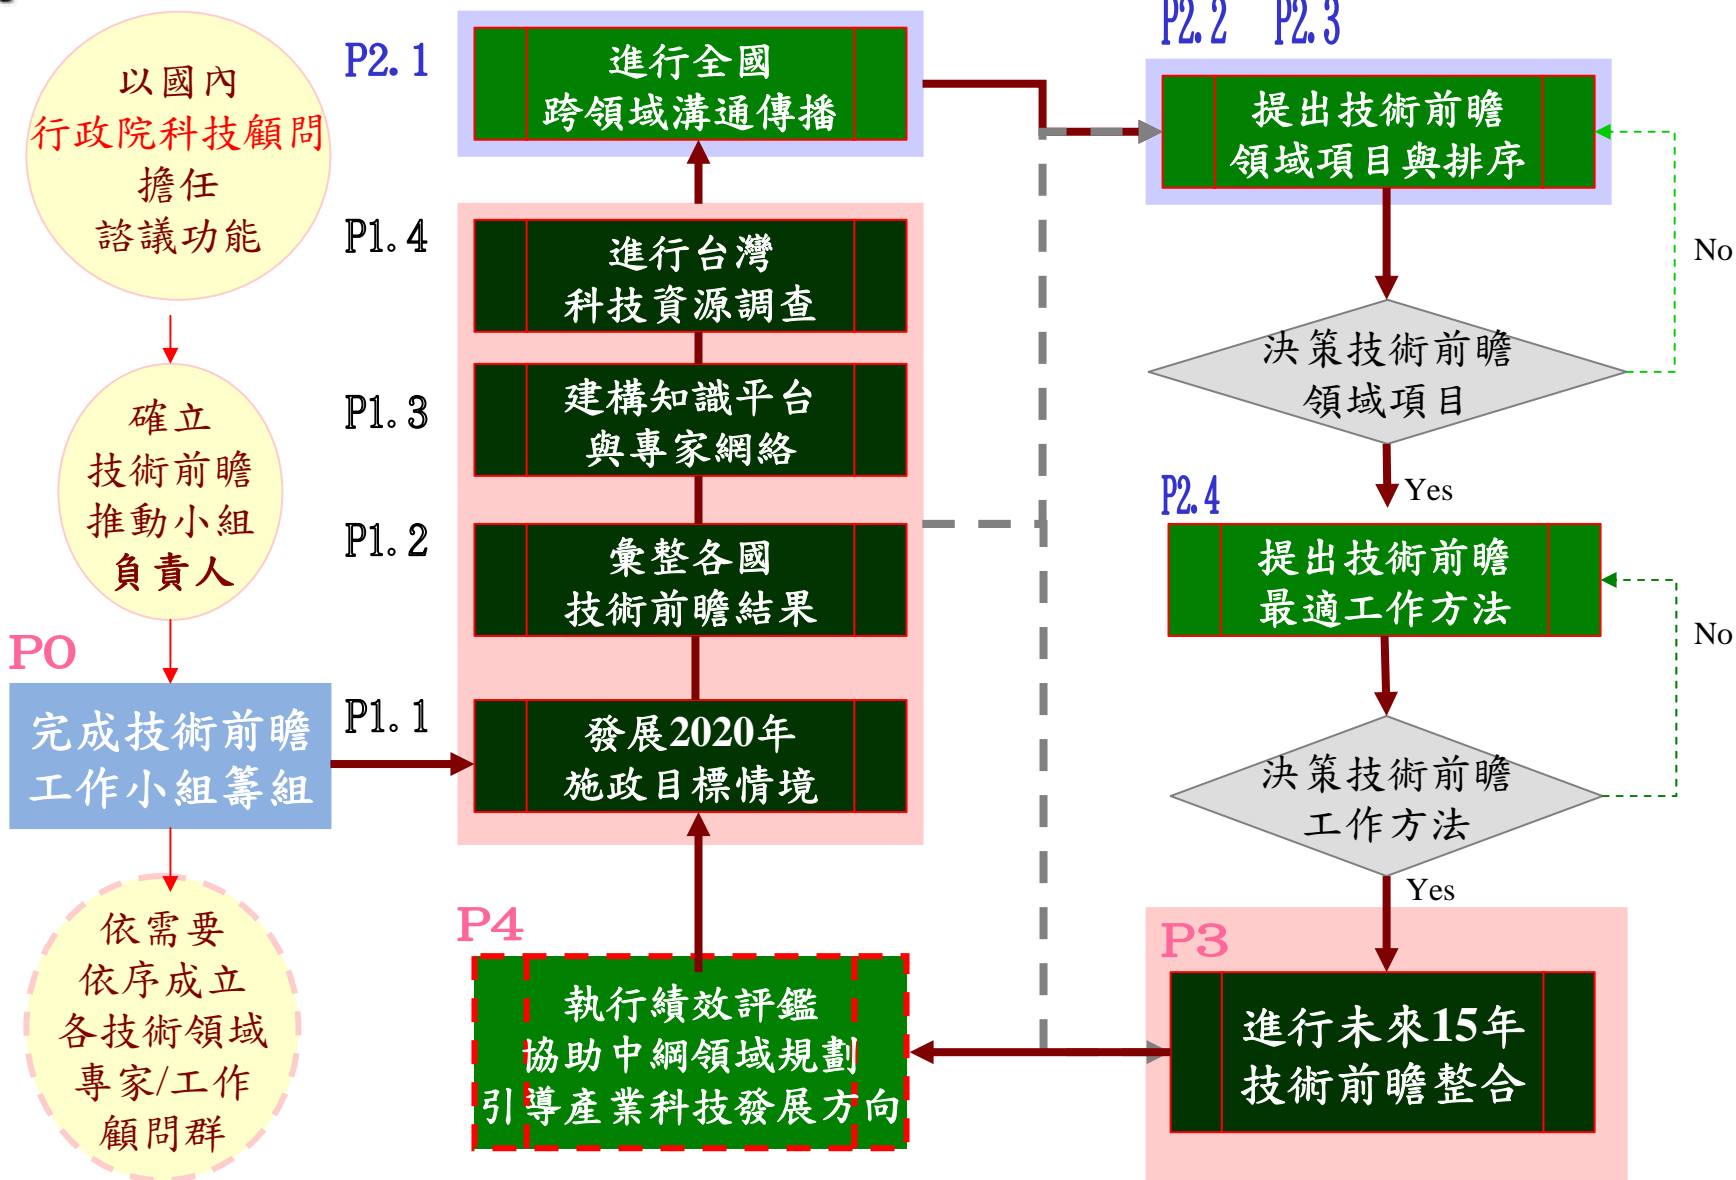 以國內
行政院科技顧問
擔任
諮議功能
確立
技術前瞻
推動小組
負責人
P0
完成技術前瞻
工作小組籌組
依需要
依序成立
各技術領域
專家/工作
顧問群
P2.1
進行全國
跨領域溝通傳播
P1.4
進行台灣
科技資源調查
P1.3
建構知識平台
與專家網絡
P1.2
彙整各國
技術前瞻結果
P1.1
發展2020年
施政目標情境
P4
執行績效評鑑
協助中綱領域規劃
引導產業科技發展方向
P2.2 P2.3
提出技術前瞻
領域項目與排序
No
決策技術前瞻
領域項目
Yes
P2.4
提出技術前瞻
最適工作方法
No
決策技術前瞻
工作方法
Yes
P3
進行未來15年
技術前瞻整合